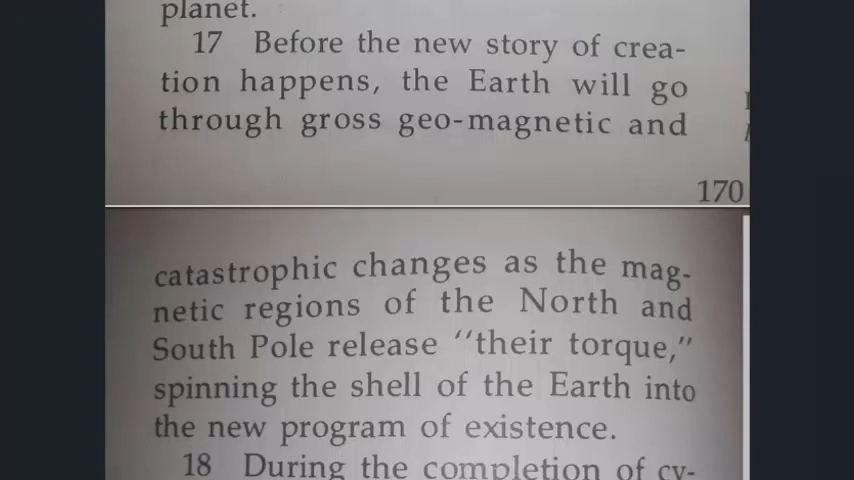 planet.
17 Before the new story of crea-
tion happens, the Earth will go
through gross geo-magnetic and
170
catastrophic changes as the mag-
netic regions of the North and
South Pole release "their torque,"
spinning the shell of the Earth into
the new program of existence.
18 During the completion of cy-